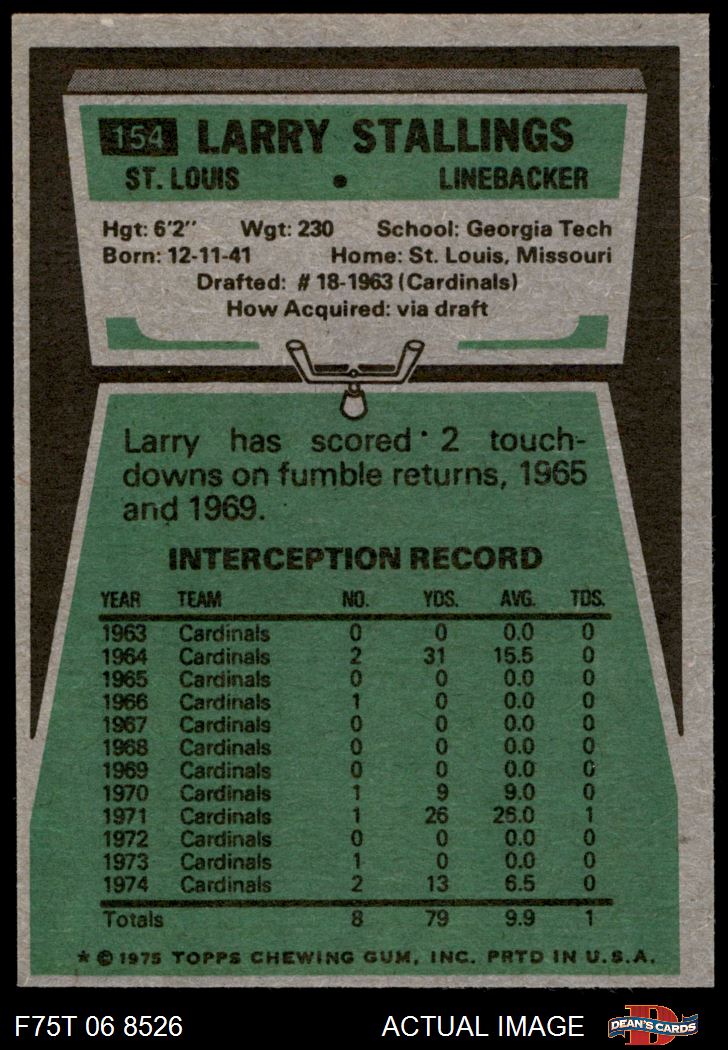 154 LARRY STALLINGS
ST. LOUIS • LINEBACKER
Hgt: 6'2" Wgt: 230 School: Georgia Tech
Born: 12-11-41 Home: St. Louis, Missouri
Drafted: # 18-1963 (Cardinals)
How Acquired: via draft
Larry has scored 2 touch-
downs on fumble returns, 1965
and 1969.
INTERCEPTION RECORD
YEAR TEAM NO. YDS. AVG. TDS.
1963 Cardinals 0 0 0.0 0
1964 Cardinals 2 31 15.5 0
1965 Cardinals 0 0 0.0 0
1966 Cardinals 1 0 0.0 0
1967 Cardinals 0 0 0.0 0
1968 Cardinals 0 0 0.0 0
1969 Cardinals 0 0 0.0 0
1970 Cardinals 1 9 9.0 0
1971 Cardinals 1 26 26.0 1
1972 Cardinals 0 0 0.0 0
1973 Cardinals 1 0 0.0 0
1974 Cardinals 2 13 6.5 0
Totals 8 79 9.9 1
* © 1975 TOPPS CHEWING GUM, INC. PRTD IN U.S.A.
F75T 06 8526 ACTUAL IMAGE D DEAN'S CARDS